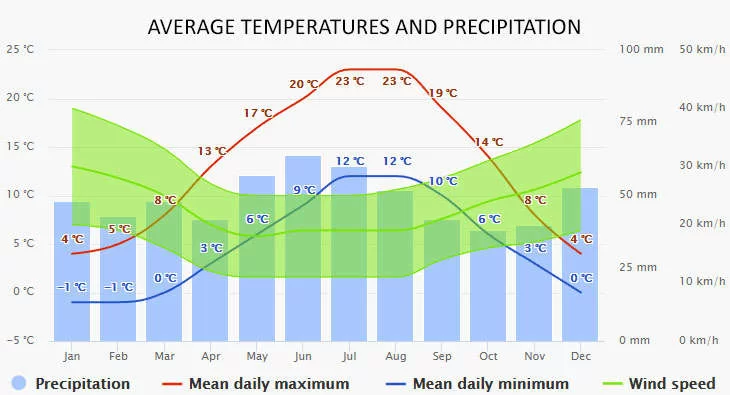 AVERAGE TEMPERATURES AND PRECIPITATION
25 °C 100 mm 50 km/h
20 °C 75 mm 40 km/h
15 °C 50 mm 30 km/h
10 °C 25 mm 20 km/h
5 °C 0 mm 10 km/h
0 °C 0 km/h
−5 °C
4 °C 5 °C 8 °C 13 °C 17 °C 20 °C 23 °C 23 °C 19 °C 14 °C 8 °C 4 °C
−1 °C −1 °C 0 °C 3 °C 6 °C 9 °C 12 °C 12 °C 10 °C 6 °C 3 °C 0 °C
Jan Feb Mar Apr May Jun Jul Aug Sep Oct Nov Dec
Precipitation Mean daily maximum Mean daily minimum Wind speed